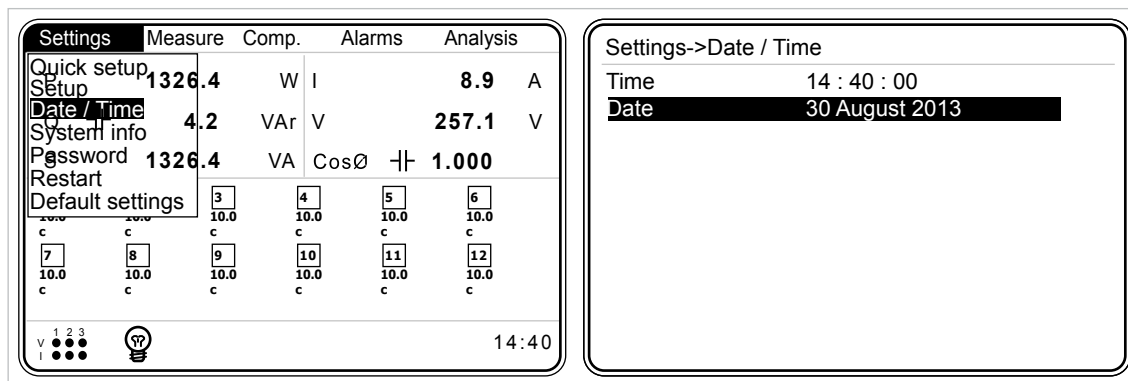 Settings Measure Comp. Alarms Analysis
Quick setup
Setup
Date / Time
System info
Password
Restart
Default settings
P 1326.4 W I 8.9 A
Q 4.2 VAr V 257.1 V
S 1326.4 VA CosØ 1.000
3 4 5 6
10.0 10.0 10.0 10.0 10.0 10.0
c c c c c c
7 8 9 10 11 12
10.0 10.0 10.0 10.0 10.0 10.0
c c c c c c
1 2 3
V
I
14:40
Settings->Date / Time
Time 14 : 40 : 00
Date 30 August 2013